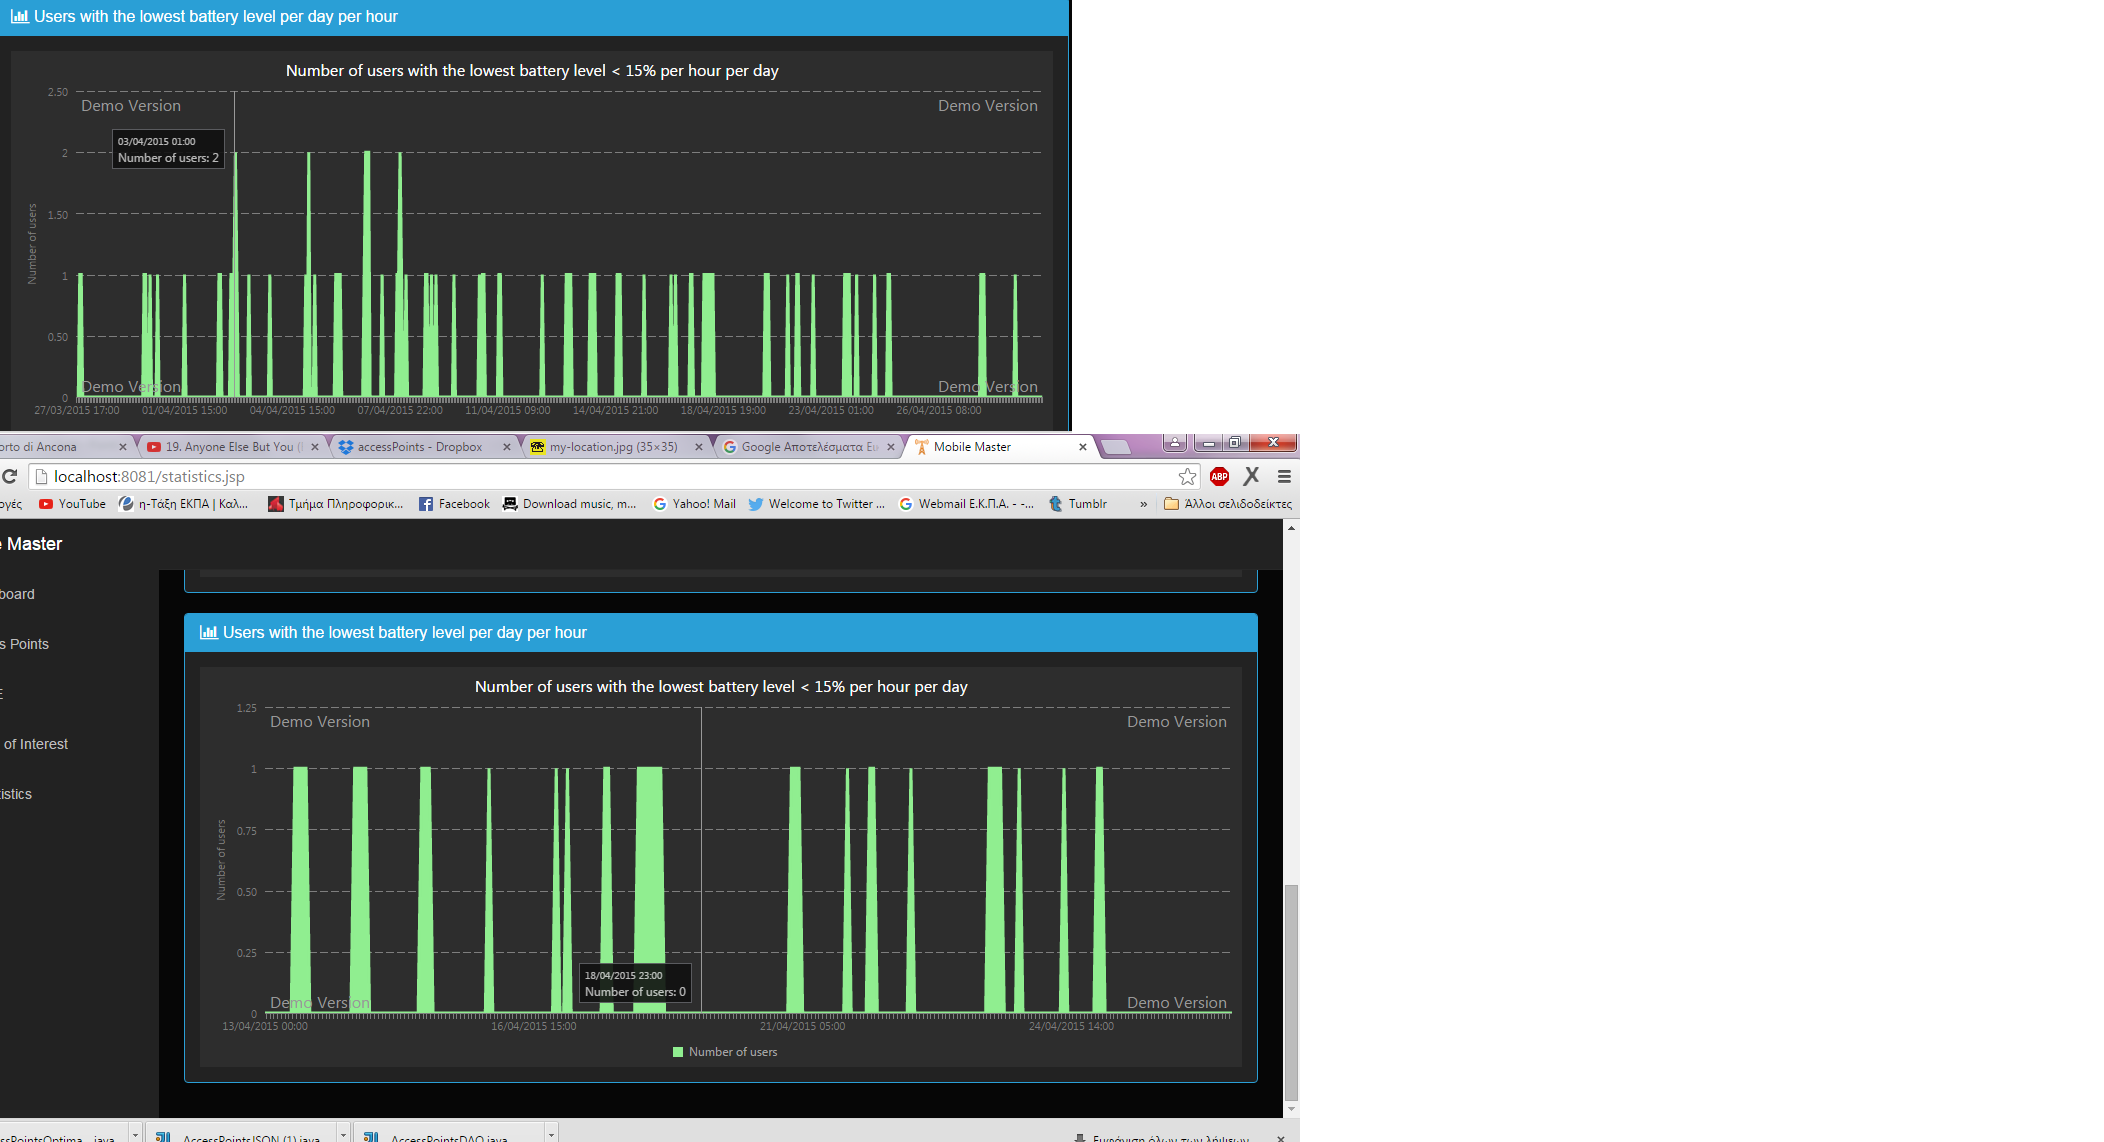 Users with the lowest battery level per day per hour
Number of users with the lowest battery level < 15% per hour per day
2.50
Demo Version
Demo Version
03/04/2015 01:00
Number of users: 2
2
1.50
Number of users
1
0.50
Demo Version
Demo Version
0
27/03/2015 17:00 01/04/2015 15:00 04/04/2015 15:00 07/04/2015 22:00 11/04/2015 09:00 14/04/2015 21:00 18/04/2015 19:00 23/04/2015 01:00 26/04/2015 08:00
orto di Ancona 19. Anyone Else But You ( accessPoints - Dropbox my-location.jpg (35×35) Google Αποτελέσματα Ευ Mobile Master
localhost:8081/statistics.jsp
ABP
ογές YouTube η-Τάξη ΕΚΠΑ | Καλ... Τμήμα Πληροφορικ... Facebook Download music, m... Yahoo! Mail Welcome to Twitter ... Webmail Ε.Κ.Π.Α. - -... Tumblr » Άλλοι σελιδοδείκτες
e Master
board
s Points
E
of Interest
istics
Users with the lowest battery level per day per hour
Number of users with the lowest battery level < 15% per hour per day
1.25
Demo Version
Demo Version
1
0.75
Number of users
0.50
0.25
18/04/2015 23:00
Number of users: 0
Demo Version
Demo Version
0
13/04/2015 00:00 16/04/2015 15:00 21/04/2015 05:00 24/04/2015 14:00
Number of users
ssPointsOptima....java AccessPointsJSON (1).java AccessPointsDAO.java Εμφάνιση όλων των λήψεων...